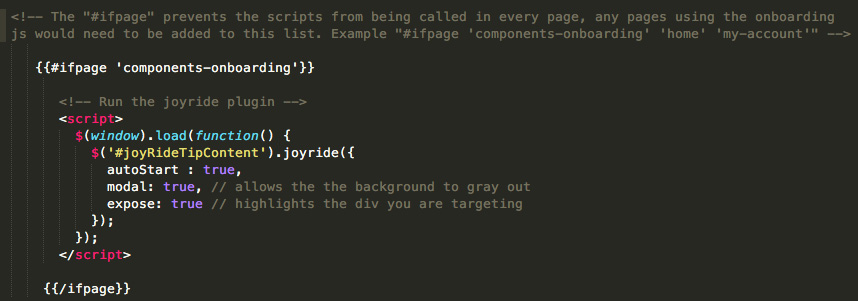 <!-- The "#ifpage" prevents the scripts from being called in every page, any pages using the onboarding
js would need to be added to this list. Example "#ifpage 'components-onboarding' 'home' 'my-account'" -->
{{#ifpage 'components-onboarding'}}
<!-- Run the joyride plugin -->
<script>
$(window).load(function() {
$('#joyRideTipContent').joyride({
autoStart : true,
modal: true, // allows the the background to gray out
expose: true // highlights the div you are targeting
});
});
</script>
{{/ifpage}}